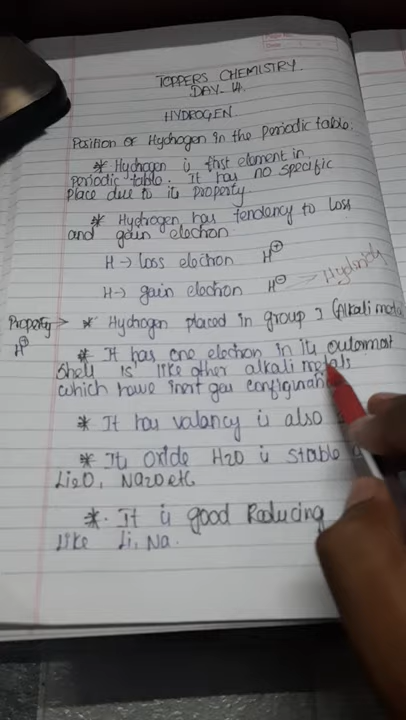 TOPPERS CHEMISTRY
DAY-14.
HYDROGEN
Position of Hydrogen in the periodic table:
* Hydrogen is first element in
periodic table. It has no specific
place due to its property
* Hydrogen has tendency to loss
and gain electron
H → loss electron H⊕
H → gain electron H⊖ Hydride
Property → * Hydrogen placed in group 1 (Alkali metal
H⊕
* It has one electron in its outermost
shell is like other alkali metals
which have inert gas
* It has valancy is also
* Its oxide H2O is stable
Li2O, Na2O etc
* It is good Reducing
like Li, Na.